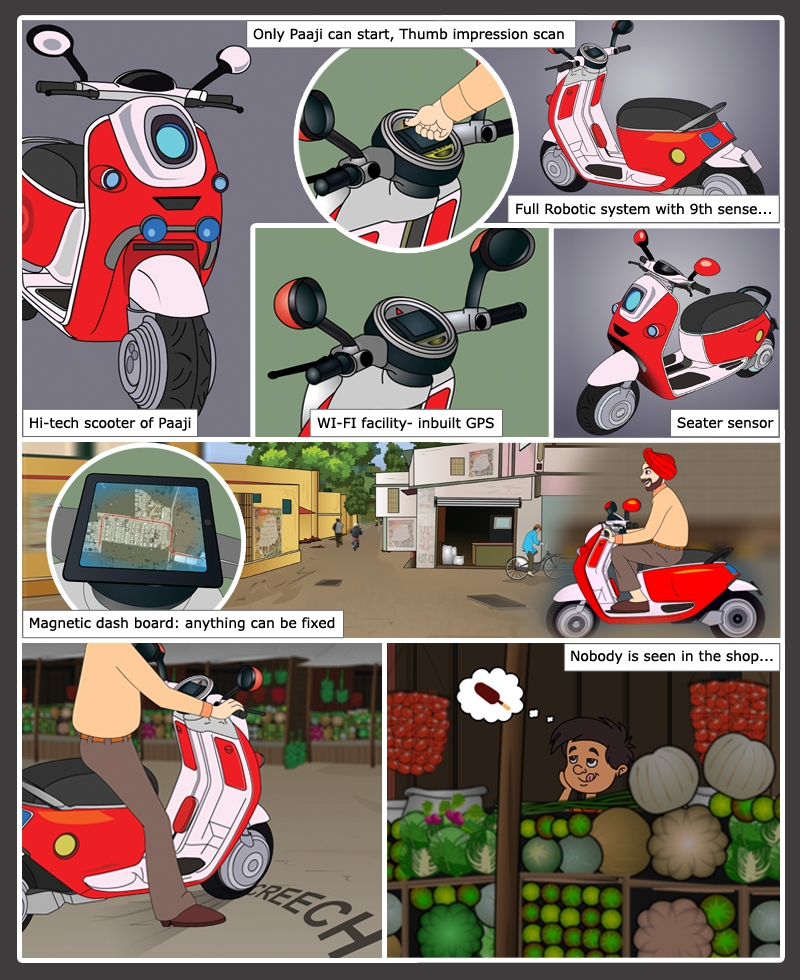 Only Paaji can start, Thumb impression scan
Full Robotic system with 9th sense...
Hi-tech scooter of Paaji
WI-FI facility- inbuilt GPS
Seater sensor
Magnetic dash board: anything can be fixed
Nobody is seen in the shop...
CREECH